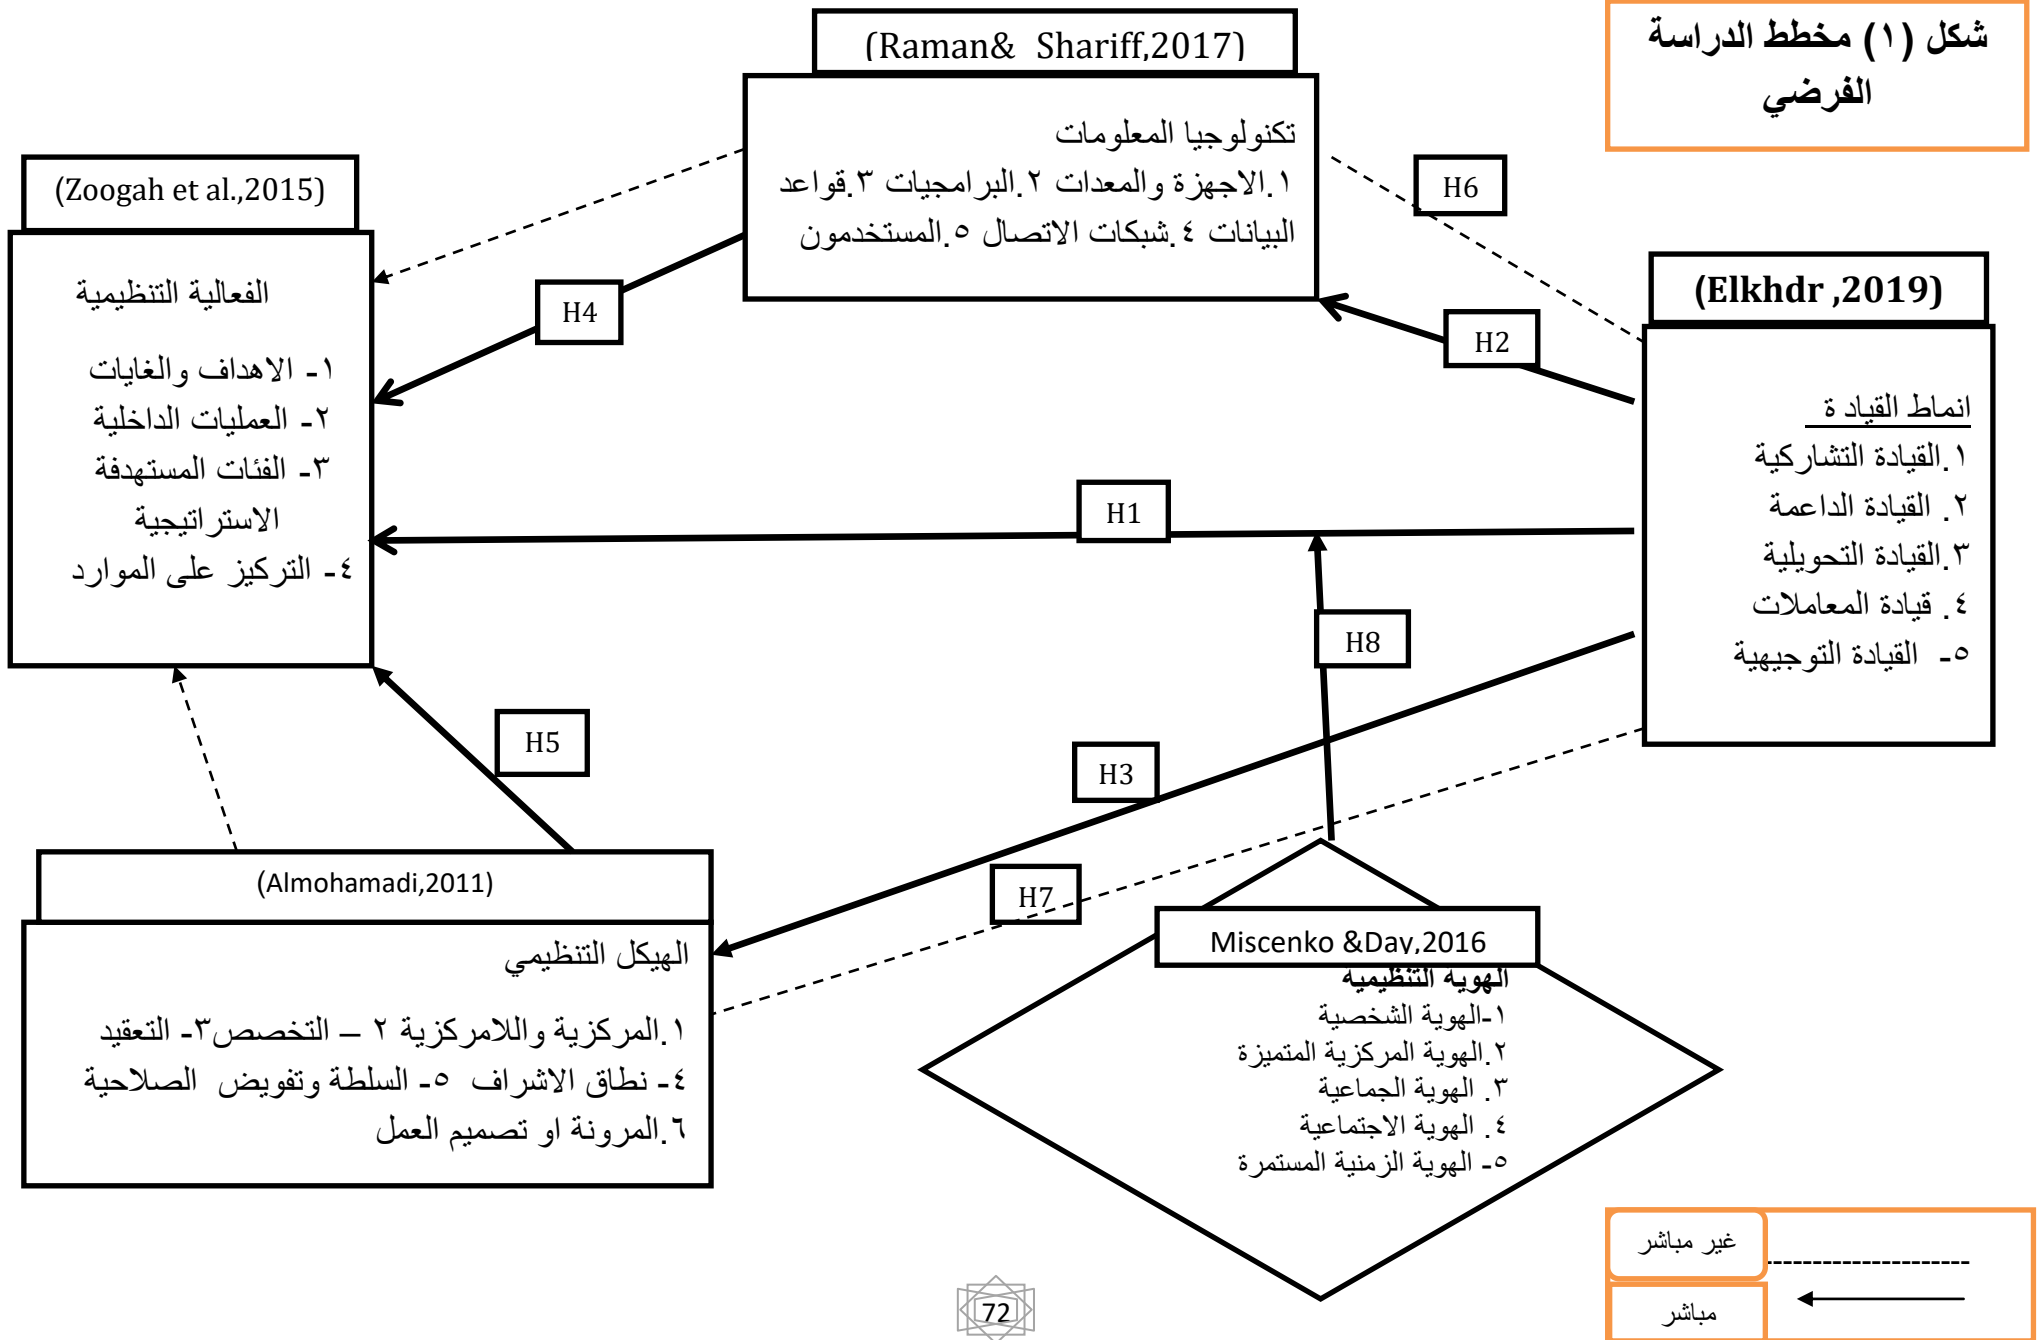 شكل (١) مخطط الدراسة
الفرضي
(Raman& Shariff,2017)
تكنولوجيا المعلومات
١.الاجهزة والمعدات ٢.البرامجيات ٣.قواعد
البيانات ٤.شبكات الاتصال ٥.المستخدمون
(Zoogah et al.,2015)
الفعالية التنظيمية
١- الاهداف والغايات
٢- العمليات الداخلية
٣- الفئات المستهدفة
الاستراتيجية
٤- التركيز على الموارد
H6
(Elkhdr ,2019)
انماط القياد ة
١.القيادة التشاركية
٢. القيادة الداعمة
٣.القيادة التحويلية
٤. قيادة المعاملات
٥- القيادة التوجيهية
H4
H2
H1
H8
H5
H3
H7
(Almohamadi,2011)
الهيكل التنظيمي
١.المركزية واللامركزية ٢ – التخصص٣- التعقيد
٤- نطاق الاشراف ٥- السلطة وتفويض الصلاحية
٦.المرونة او تصميم العمل
Miscenko &Day,2016
الهوية التنظيمية
١-الهوية الشخصية
٢.الهوية المركزية المتميزة
٣. الهوية الجماعية
٤. الهوية الاجتماعية
٥- الهوية الزمنية المستمرة
غير مباشر
مباشر
72